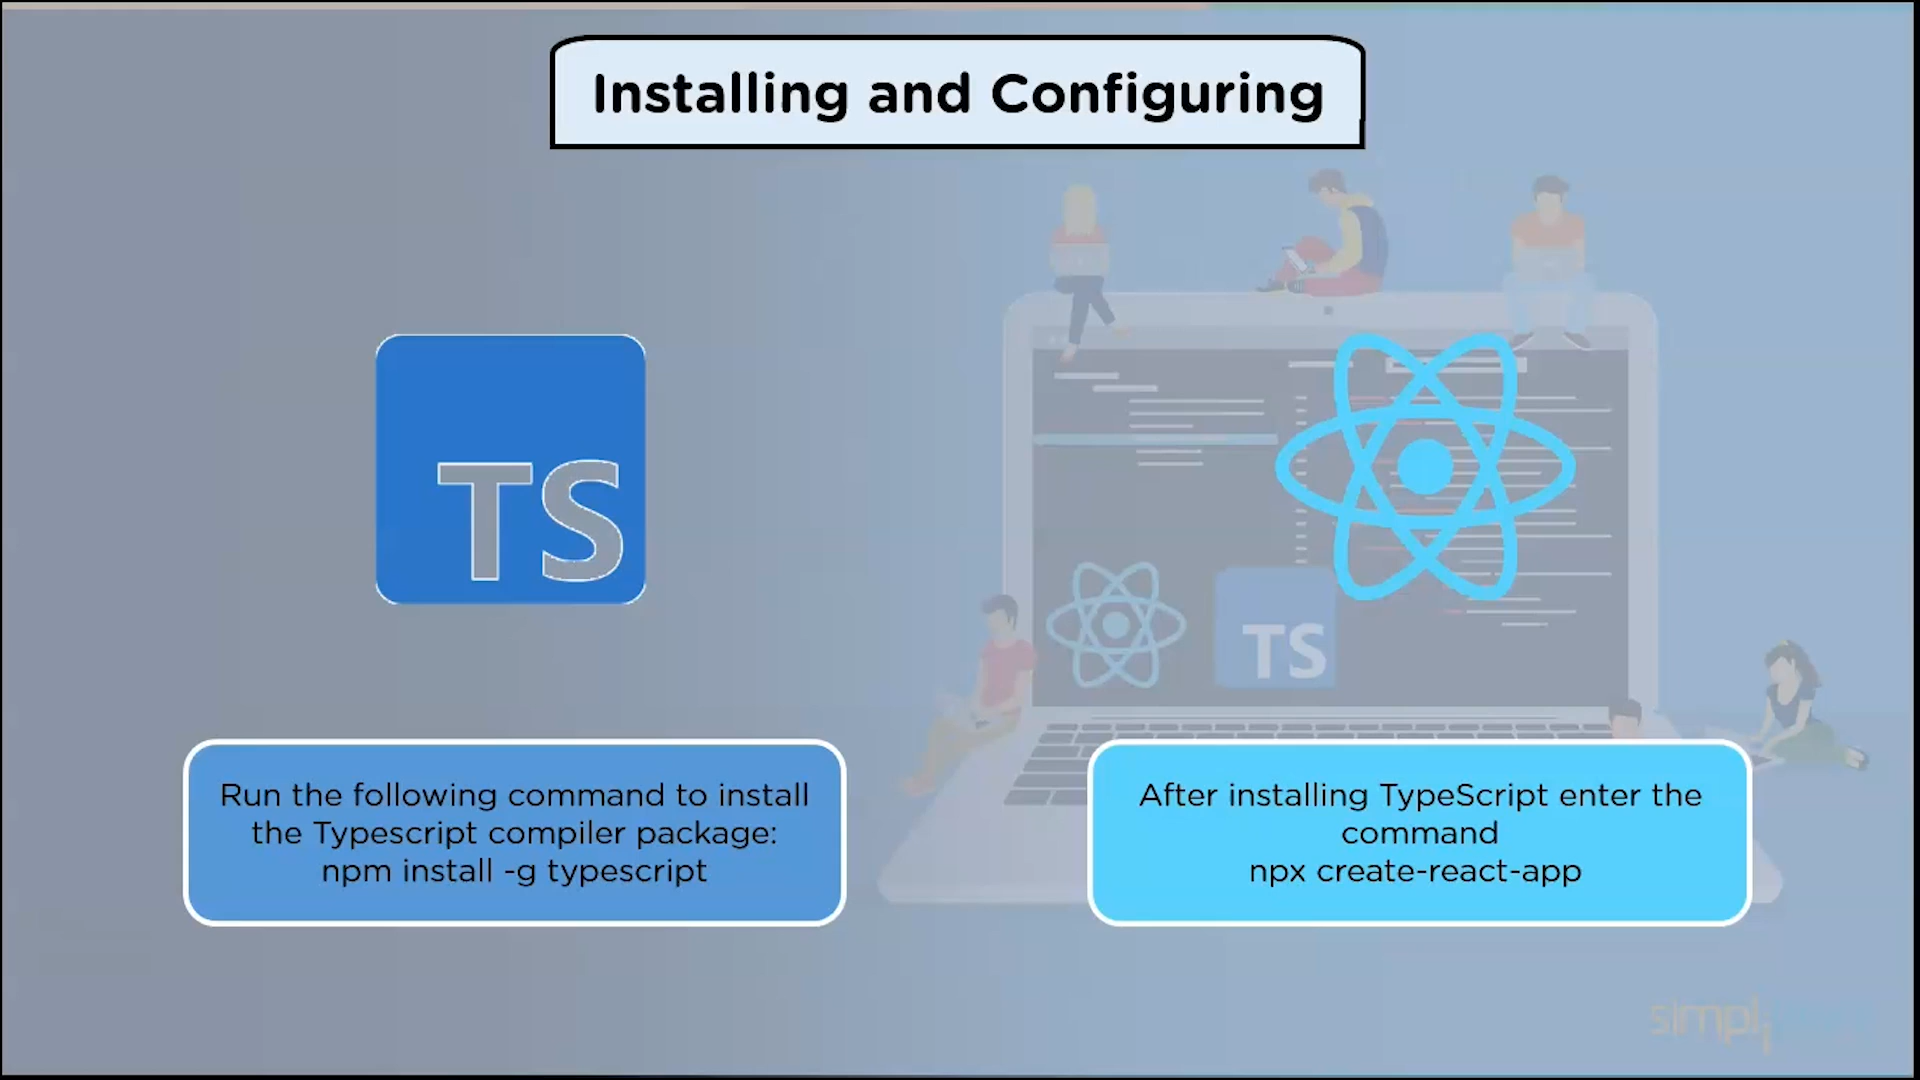 Installing and Configuring
TS
TS
Run the following command to install
the Typescript compiler package:
npm install -g typescript
After installing TypeScript enter the
command
npx create-react-app